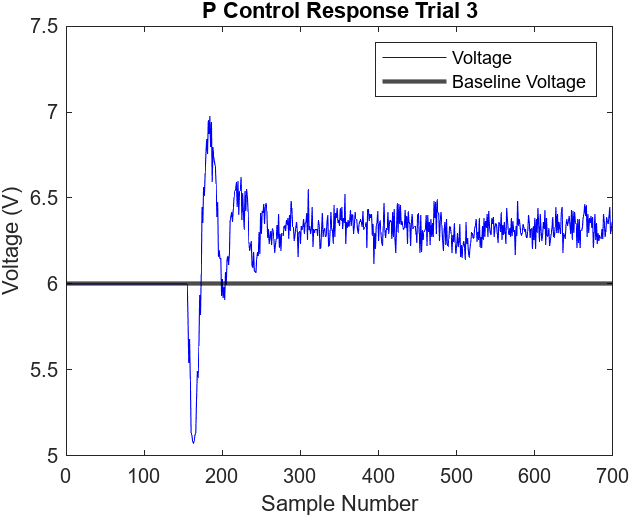 P Control Response Trial 3
7.5
7
6.5
6
5.5
5
Voltage (V)
Voltage
Baseline Voltage
0 100 200 300 400 500 600 700
Sample Number